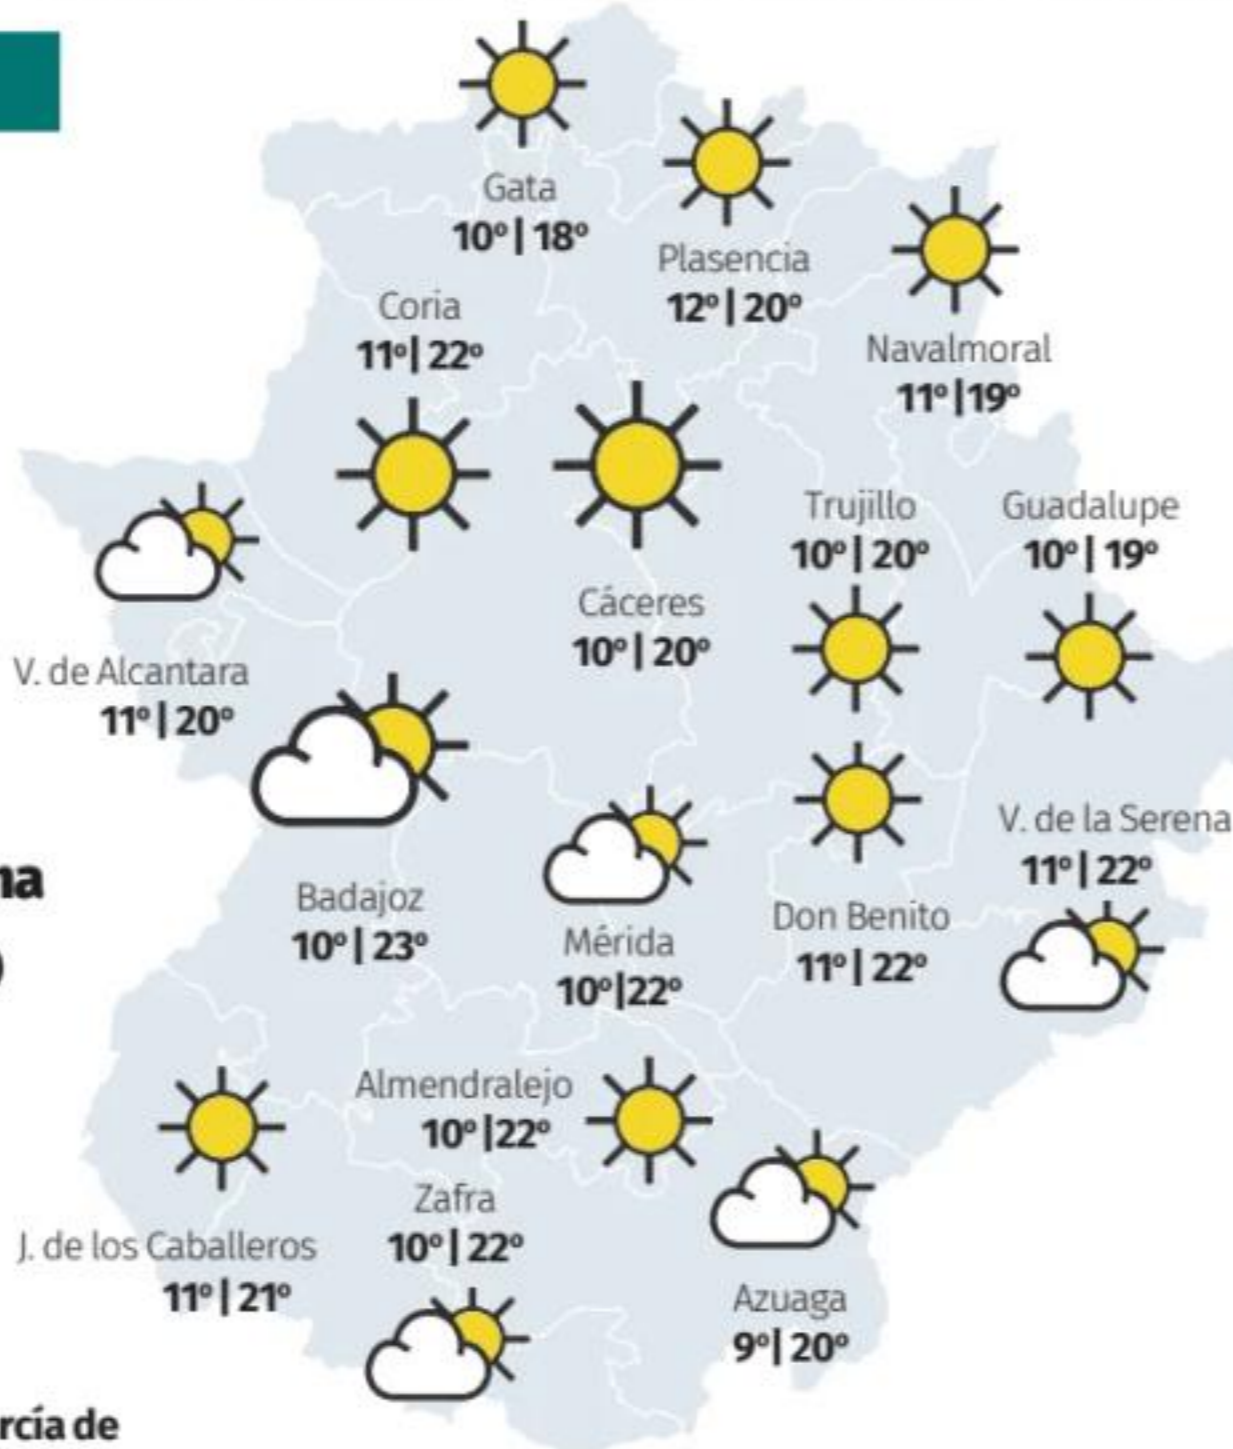 Gata
10º | 18º
Plasencia
12º | 20º
Coria
11º | 22º
Navalmoral
11º | 19º
Trujillo
10º | 20º
Guadalupe
10º | 19º
Cáceres
10º | 20º
V. de Alcantara
11º | 20º
V. de la Serena
11º | 22º
Badajoz
10º | 23º
Mérida
10º | 22º
Don Benito
11º | 22º
Almendralejo
10º | 22º
Zafra
10º | 22º
J. de los Caballeros
11º | 21º
Azuaga
9º | 20º
rcía de